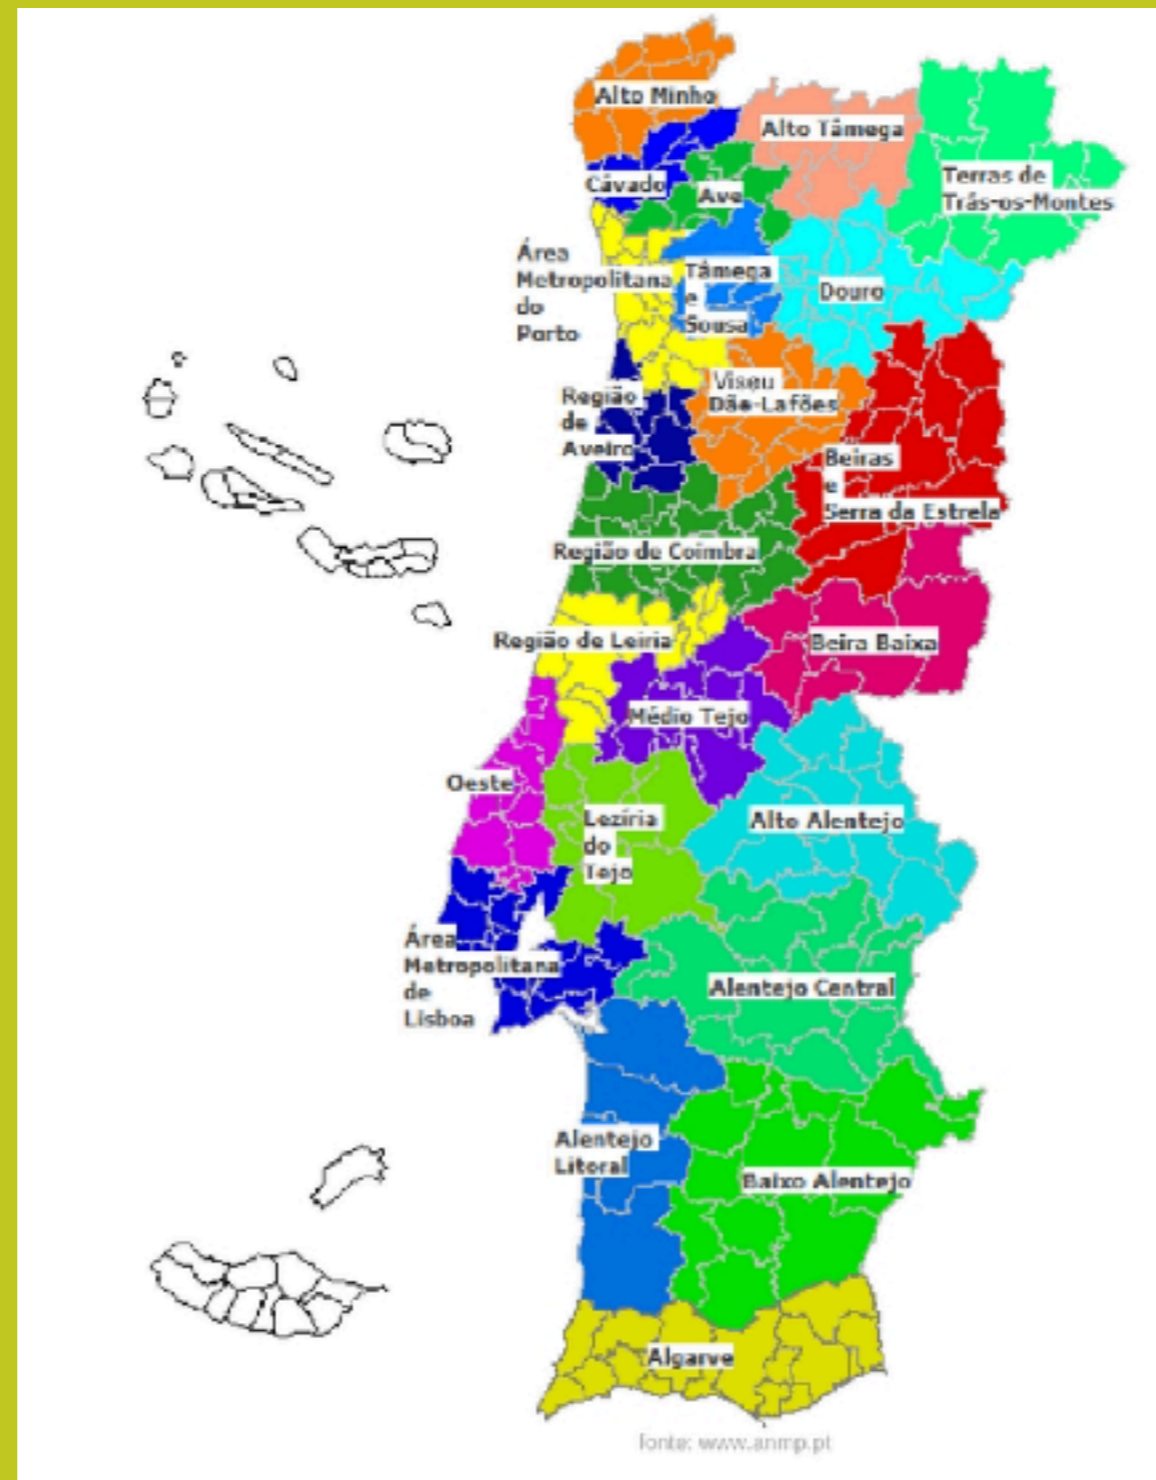 Alto Minho
Alto Tâmega
Terras de
Trás-os-Montes
Cávado
Ave
Área
Metropolitana
do
Porto
Tâmega
e
Sousa
Douro
Viseu
Dão-Lafões
Região
de
Aveiro
Beiras
e
Serra da Estrela
Região de Coimbra
Região de Leiria
Beira Baixa
Médio Tejo
Oeste
Lezíria
do
Tejo
Alto Alentejo
Área
Metropolitana
de
Lisboa
Alentejo Central
Alentejo
Litoral
Baixo Alentejo
Algarve
fonte: www.anmp.pt